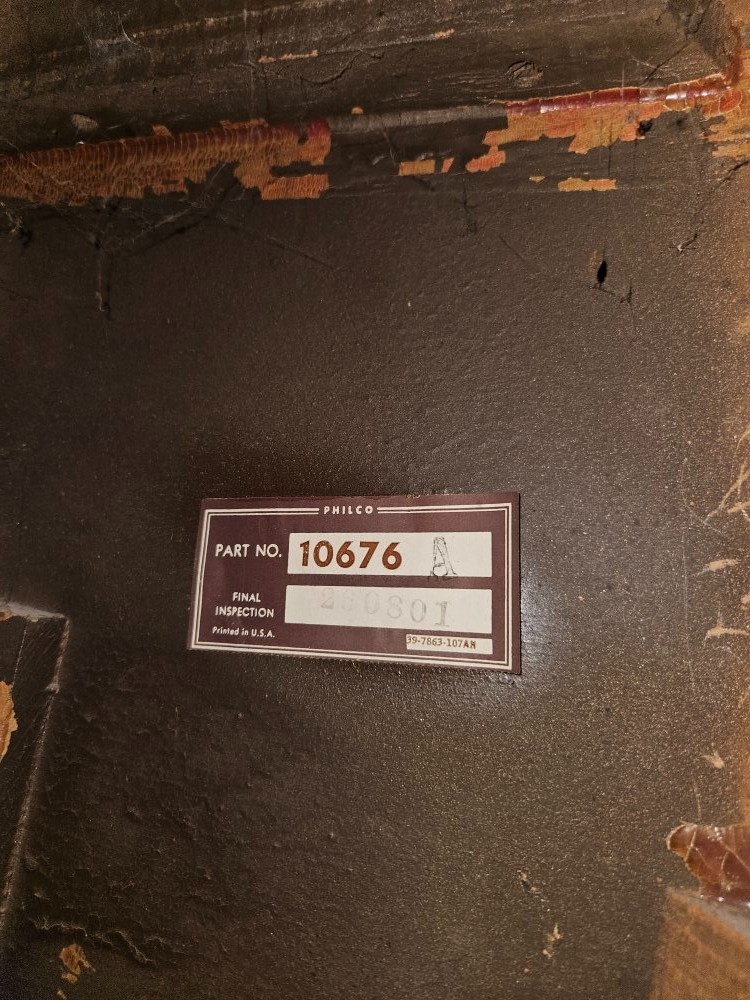 PHILCO
PART NO. 10676 A
FINAL
INSPECTION
Printed in U.S.A.
39-7863-107AN